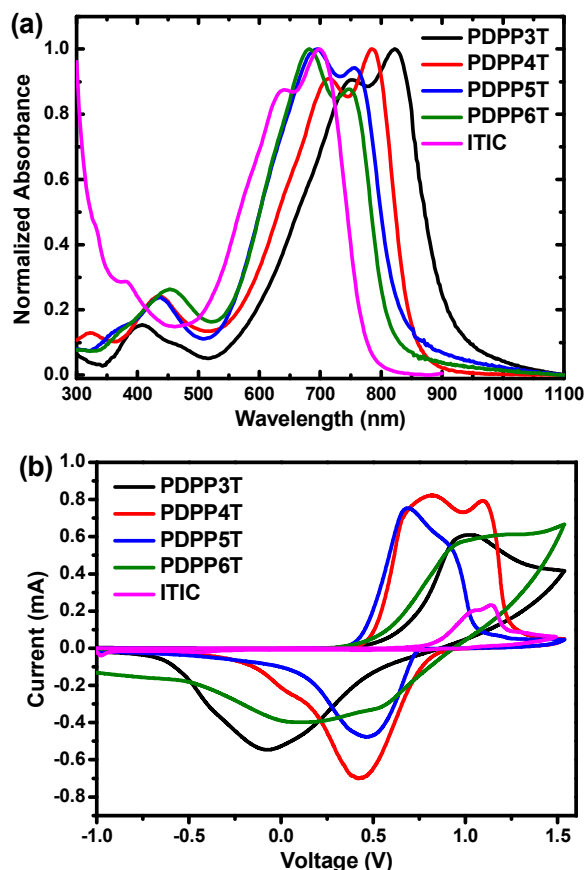 (a)
PDPP3T
PDPP4T
PDPP5T
PDPP6T
ITIC
Normalized Absorbance
1.0
0.8
0.6
0.4
0.2
0.0
300 400 500 600 700 800 900 1000 1100
Wavelength (nm)
(b)
PDPP3T
PDPP4T
PDPP5T
PDPP6T
ITIC
Current (mA)
1.0
0.8
0.6
0.4
0.2
0.0
-0.2
-0.4
-0.6
-0.8
-1.0 -0.5 0.0 0.5 1.0 1.5
Voltage (V)